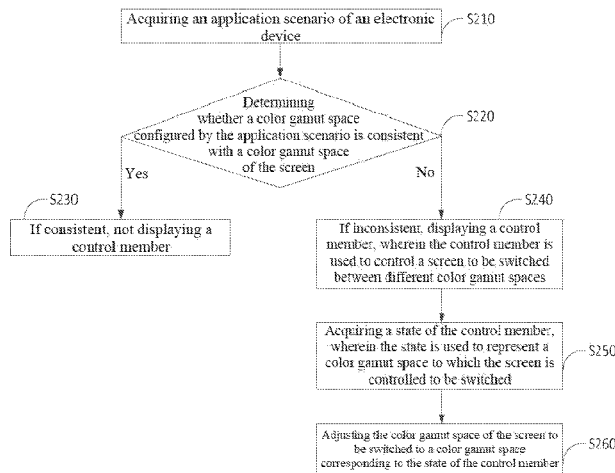 Acquiring an application scenario of an electronic
device
S210
Determining
whether a color gamut space
configured by the application scenario is consistent
with a color gamut space
of the screen
S220
Yes
No
S230
If consistent, not displaying a
control member
S240
If inconsistent, displaying a control
member, wherein the control member is
used to control a screen to be switched
between different color gamut spaces
Acquiring a state of the control member,
wherein the state is used to represent a
color gamut space to which the screen is
controlled to be switched
S250
Adjusting the color gamut space of the screen to
be switched to a color gamut space
corresponding to the state of the control member
S260